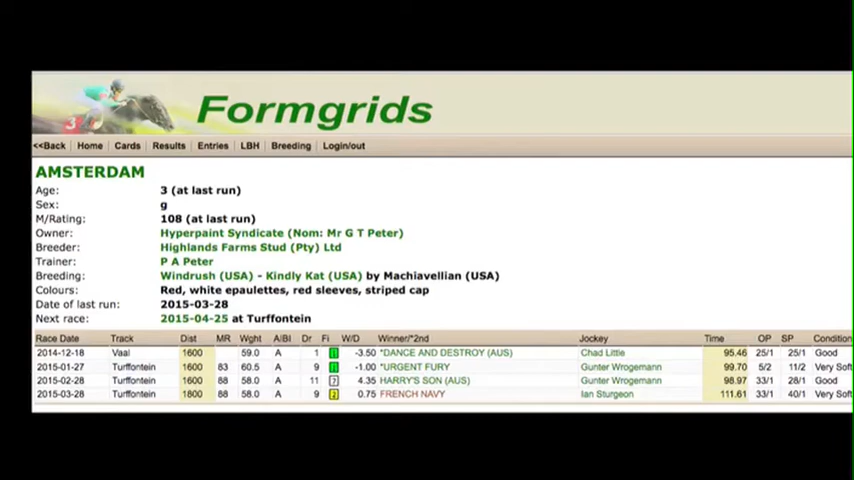 3
Formgrids
<<Back Home Cards Results Entries LBH Breeding Login/out
AMSTERDAM
Age: 3 (at last run)
Sex: g
M/Rating: 108 (at last run)
Owner: Hyperpaint Syndicate (Nom: Mr G T Peter)
Breeder: Highlands Farms Stud (Pty) Ltd
Trainer: P A Peter
Breeding: Windrush (USA) - Kindly Kat (USA) by Machiavellian (USA)
Colours: Red, white epaulettes, red sleeves, striped cap
Date of last run: 2015-03-28
Next race: 2015-04-25 at Turffontein
Race Date Track Dist MR Wght A/BI Dr Fi W/D Winner/*2nd Jockey Time OP SP Condition
2014-12-18 Vaal 1600 59.0 A 1 1 -3.50 *DANCE AND DESTROY (AUS) Chad Little 95.46 25/1 25/1 Good
2015-01-27 Turffontein 1600 83 60.5 A 9 1 -1.00 *URGENT FURY Gunter Wrogemann 99.70 5/2 11/2 Very Soft
2015-02-28 Turffontein 1600 88 58.0 A 11 7 4.35 HARRY'S SON (AUS) Gunter Wrogemann 98.97 33/1 28/1 Good
2015-03-28 Turffontein 1800 88 58.0 A 9 2 0.75 FRENCH NAVY Ian Sturgeon 111.61 33/1 40/1 Very Soft